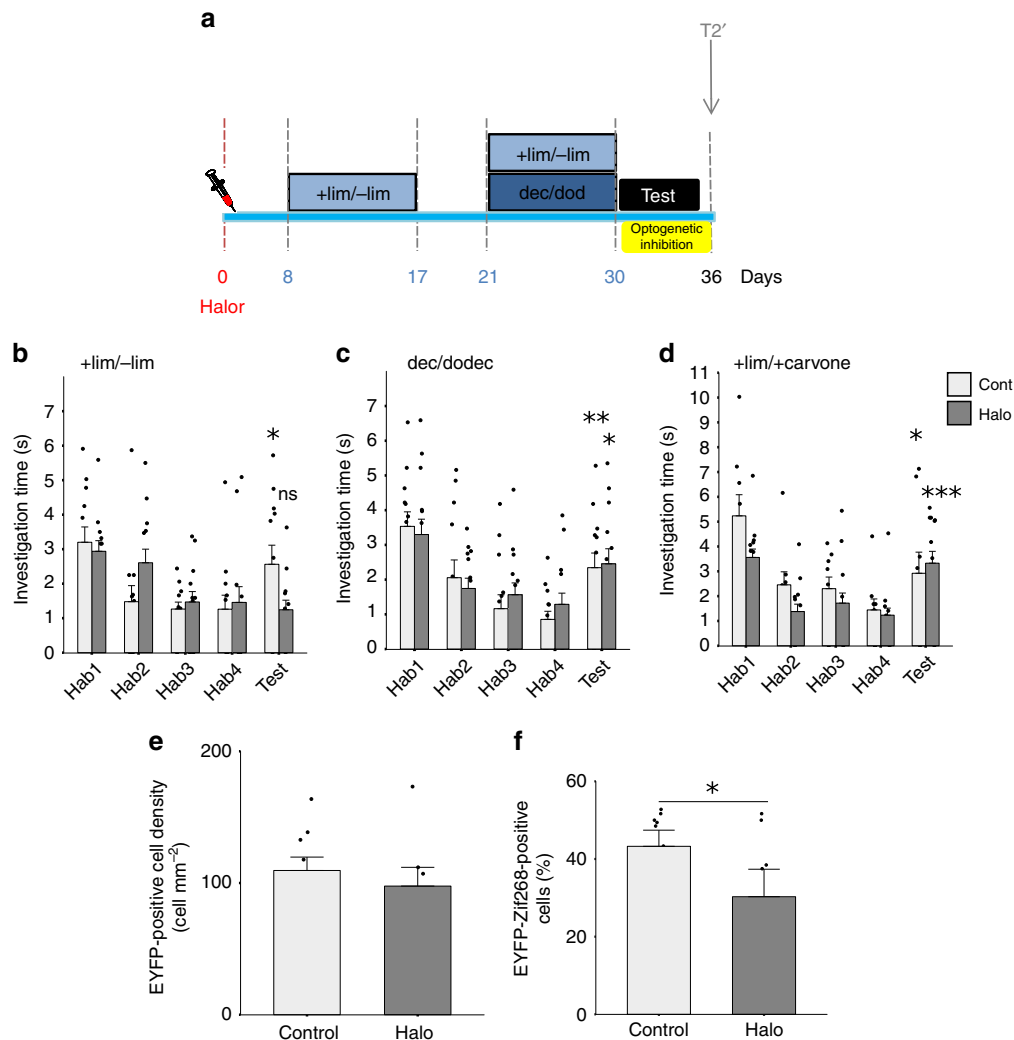 a
T2′
+lim/–lim
+lim/–lim
dec/dod
Test
Optogenetic
inhibition
0 8 17 21 30 36 Days
Halor
b +lim/–lim
Investigation time (s)
7
6
5
4
3
2
1
0
*
ns
Hab1 Hab2 Hab3 Hab4 Test
c dec/dodec
Investigation time (s)
7
6
5
4
3
2
1
0
**
*
Hab1 Hab2 Hab3 Hab4 Test
d +lim/+carvone
Investigation time (s)
11
10
9
8
7
6
5
4
3
2
1
0
*
***
Hab1 Hab2 Hab3 Hab4 Test
Cont
Halo
e
EYFP-positive cell density
(cell mm⁻²)
200
100
0
Control Halo
f
EYFP-Zif268-positive
cells (%)
60
40
20
0
*
Control Halo